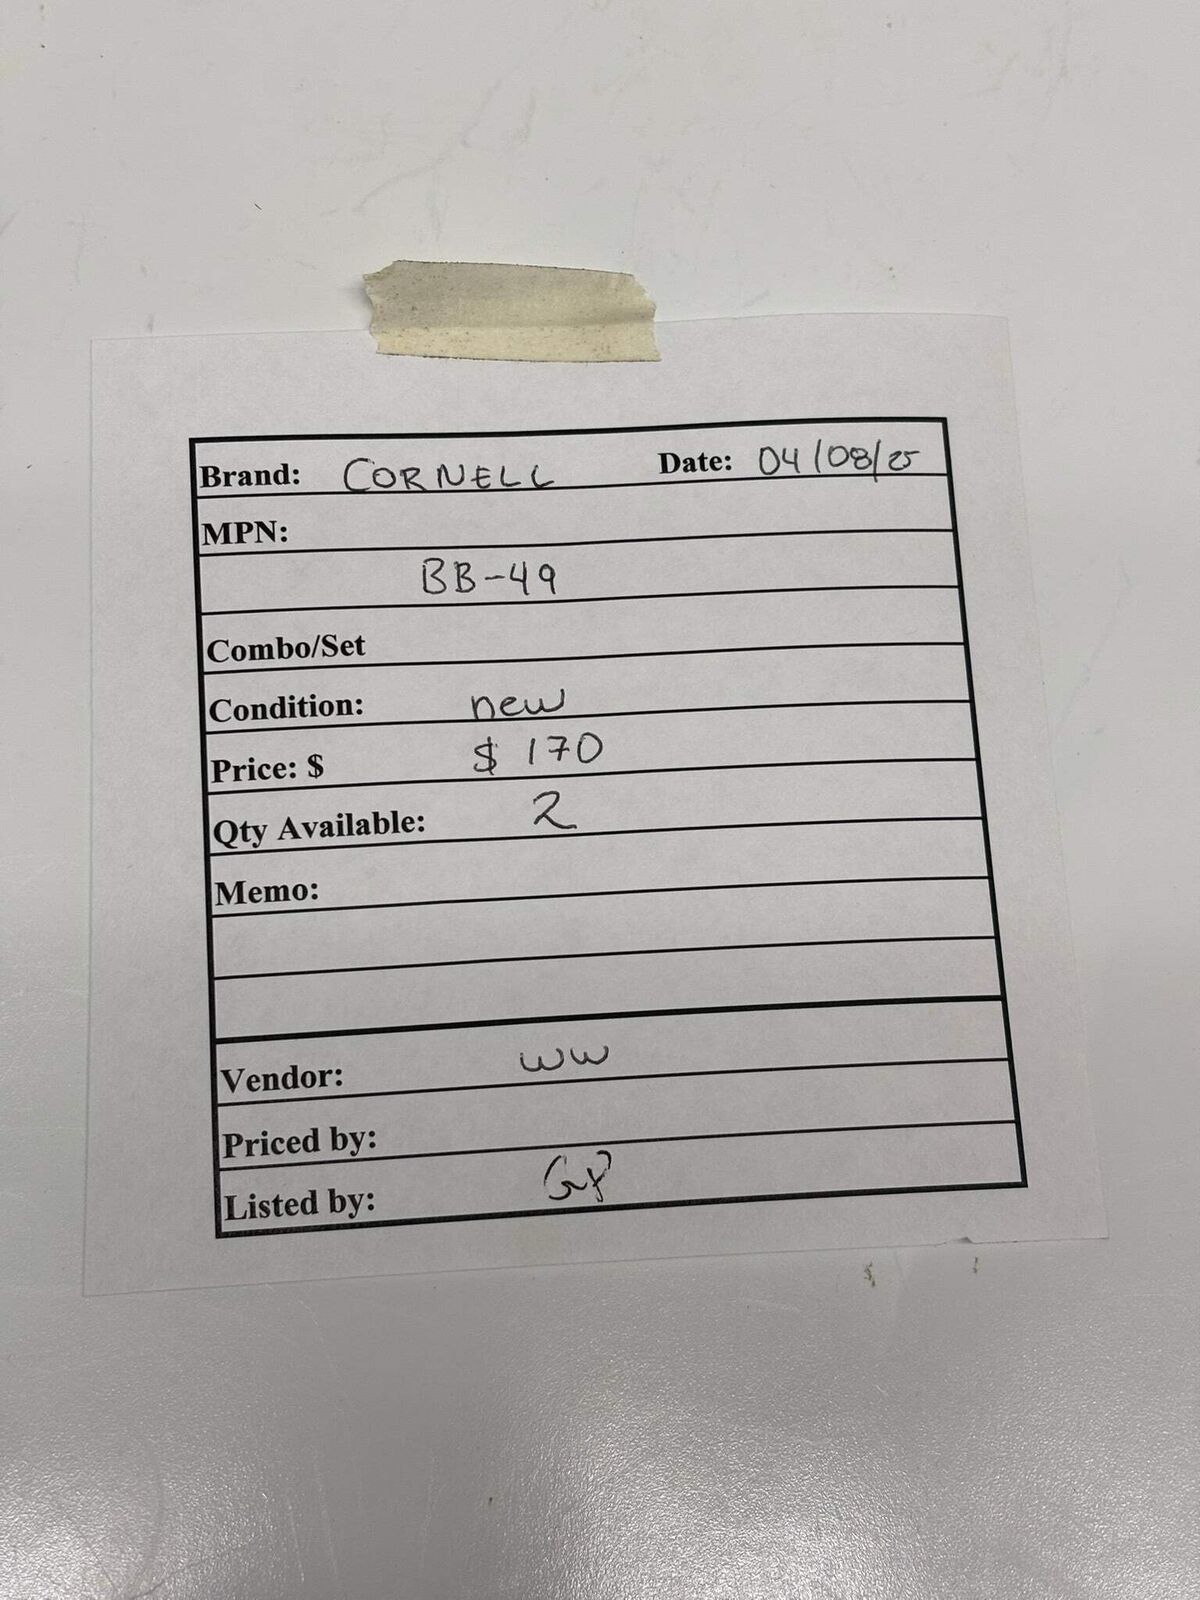 Brand: CORNELL Date: 04/08/25
MPN:
BB-49
Combo/Set
Condition: new
Price: $ $ 170
Qty Available: 2
Memo:
Vendor: WW
Priced by:
Listed by: